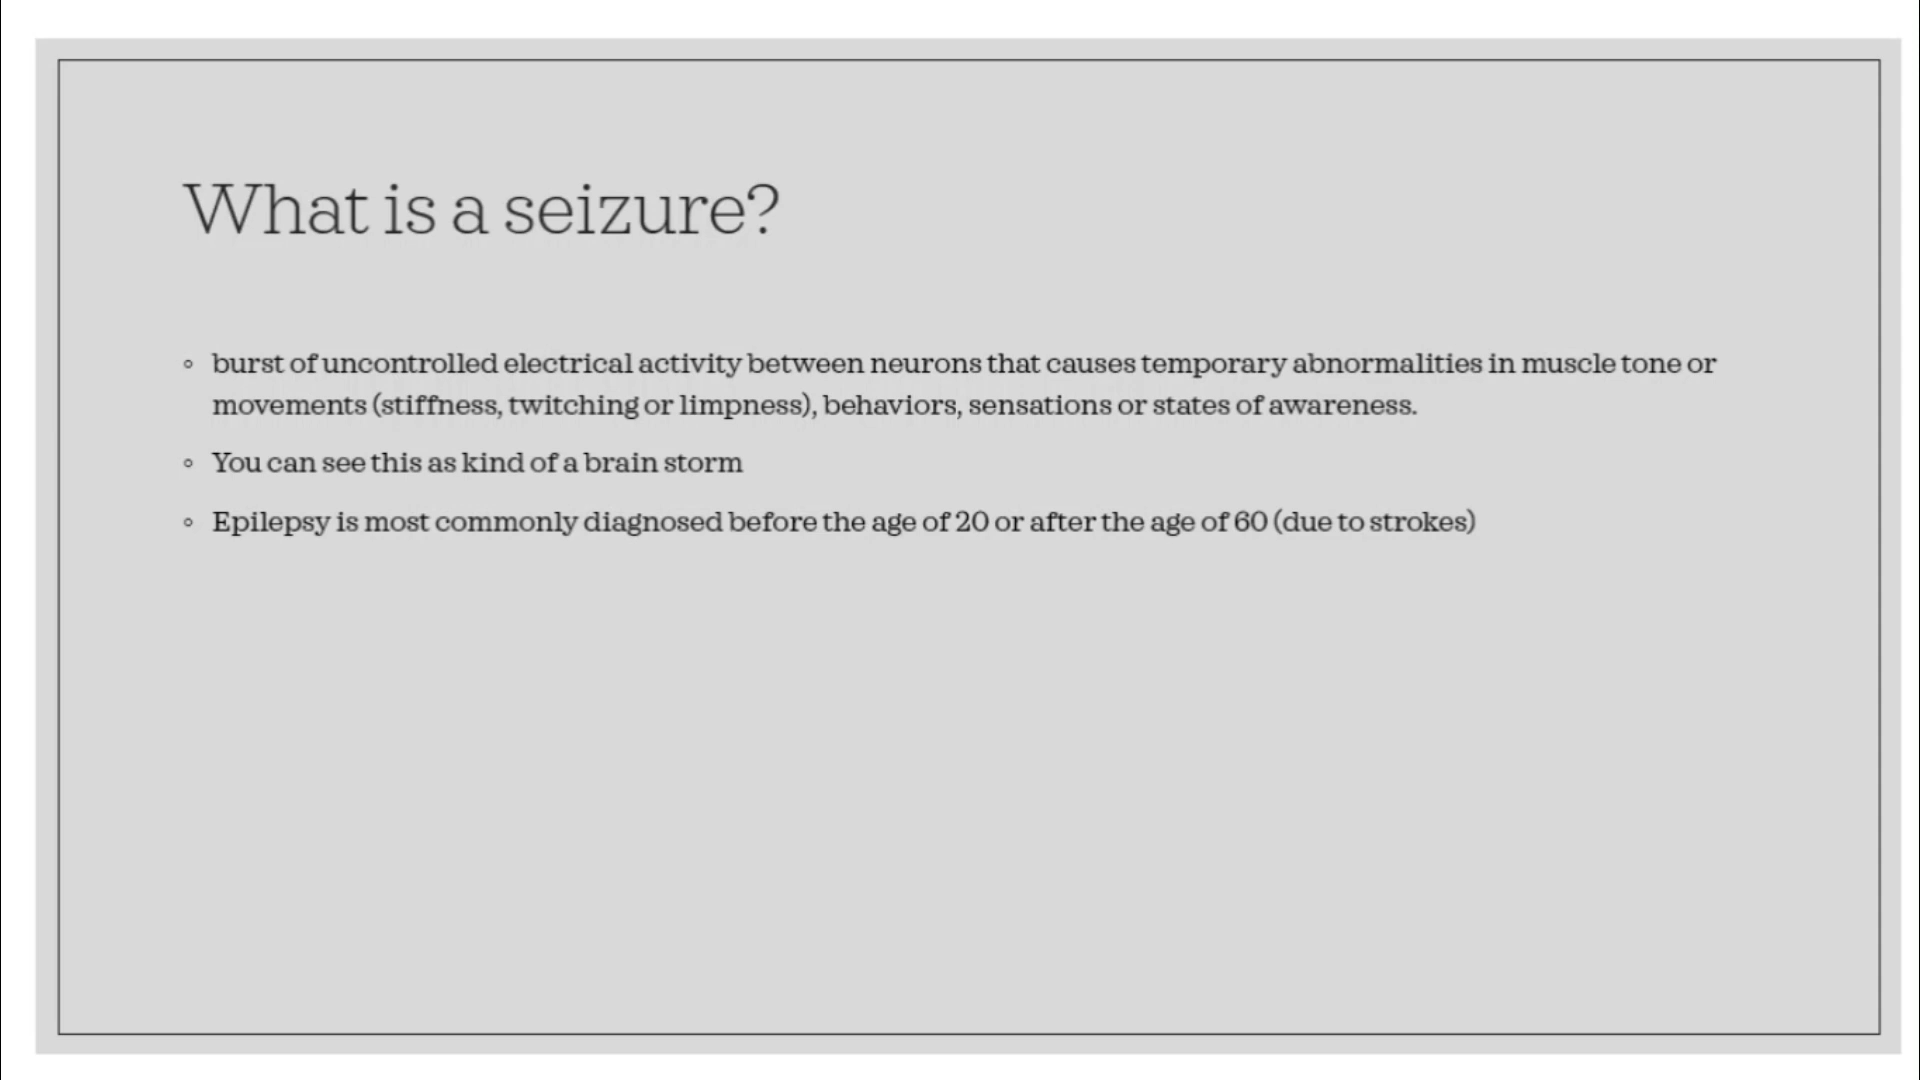 What is a seizure?
◦ burst of uncontrolled electrical activity between neurons that causes temporary abnormalities in muscle tone or
movements (stiffness, twitching or limpness), behaviors, sensations or states of awareness.
◦ You can see this as kind of a brain storm
◦ Epilepsy is most commonly diagnosed before the age of 20 or after the age of 60 (due to strokes)